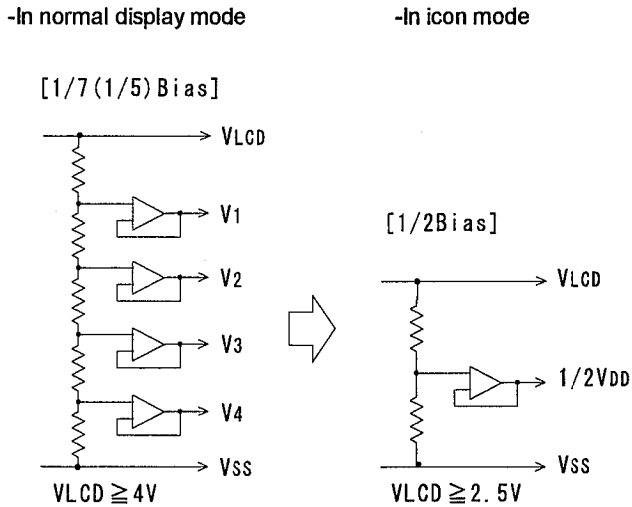 -In normal display mode
[1/7(1/5)Bias]
VLCD
V1
V2
V3
V4
VSS
VLCD ≧ 4V
-In icon mode
[1/2Bias]
VLCD
1/2VDD
VSS
VLCD ≧ 2.5V